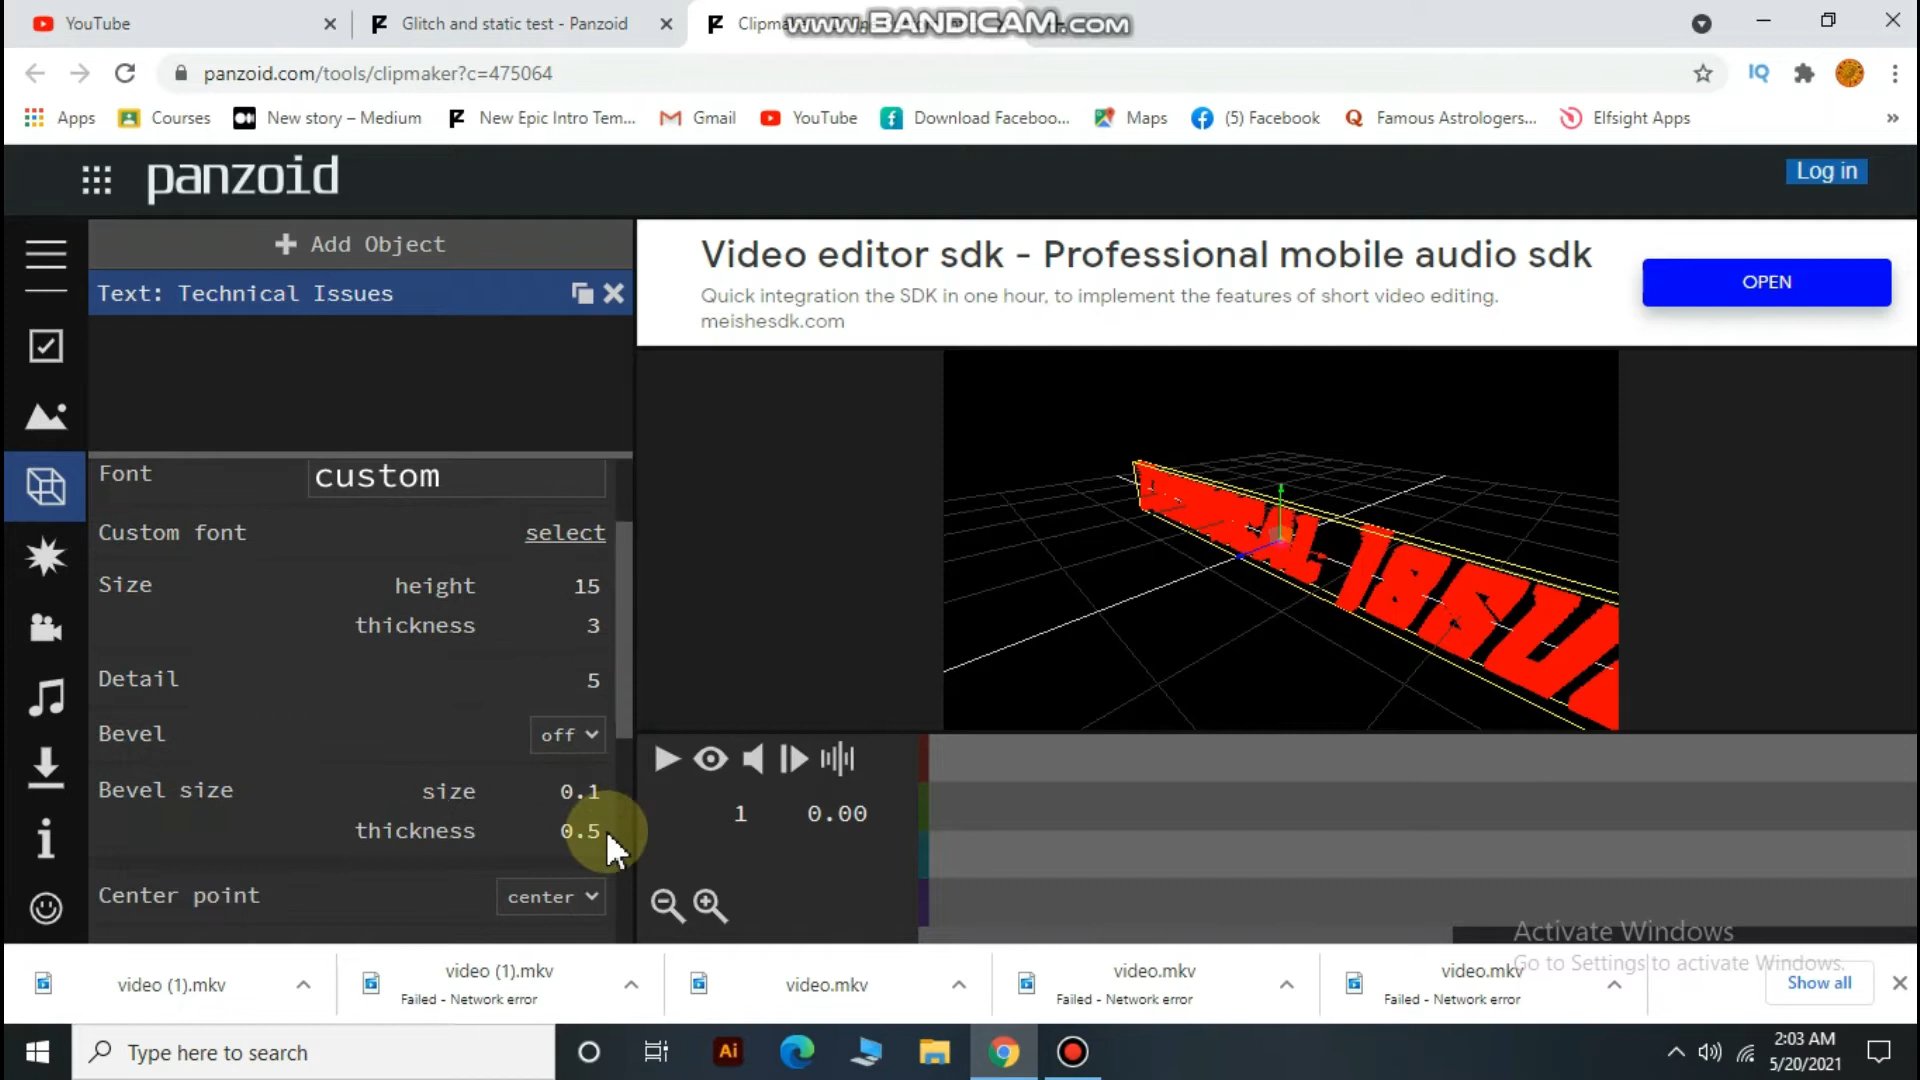 YouTube
Glitch and static test - Panzoid
www.BANDICAM.com
panzoid.com/tools/clipmaker?c=475064
IQ
Apps
Courses
New story – Medium
New Epic Intro Tem...
Gmail
YouTube
Download Faceboo...
Maps
(5) Facebook
Famous Astrologers...
Elfsight Apps
»
panzoid
Log in
Add Object
Text: Technical Issues
Video editor sdk - Professional mobile audio sdk
Quick integration the SDK in one hour, to implement the features of short video editing.
meishesdk.com
OPEN
Font custom
Custom font select
Size height 15
thickness 3
Detail 5
Bevel off
Bevel size size 0.1
thickness 0.5
Center point center
1 0.00
Activate Windows
Go to Settings to activate Windows.
video (1).mkv
video (1).mkv
Failed - Network error
video.mkv
video.mkv
Failed - Network error
video.mkv
Failed - Network error
Show all
Type here to search
Ai
2:03 AM
5/20/2021